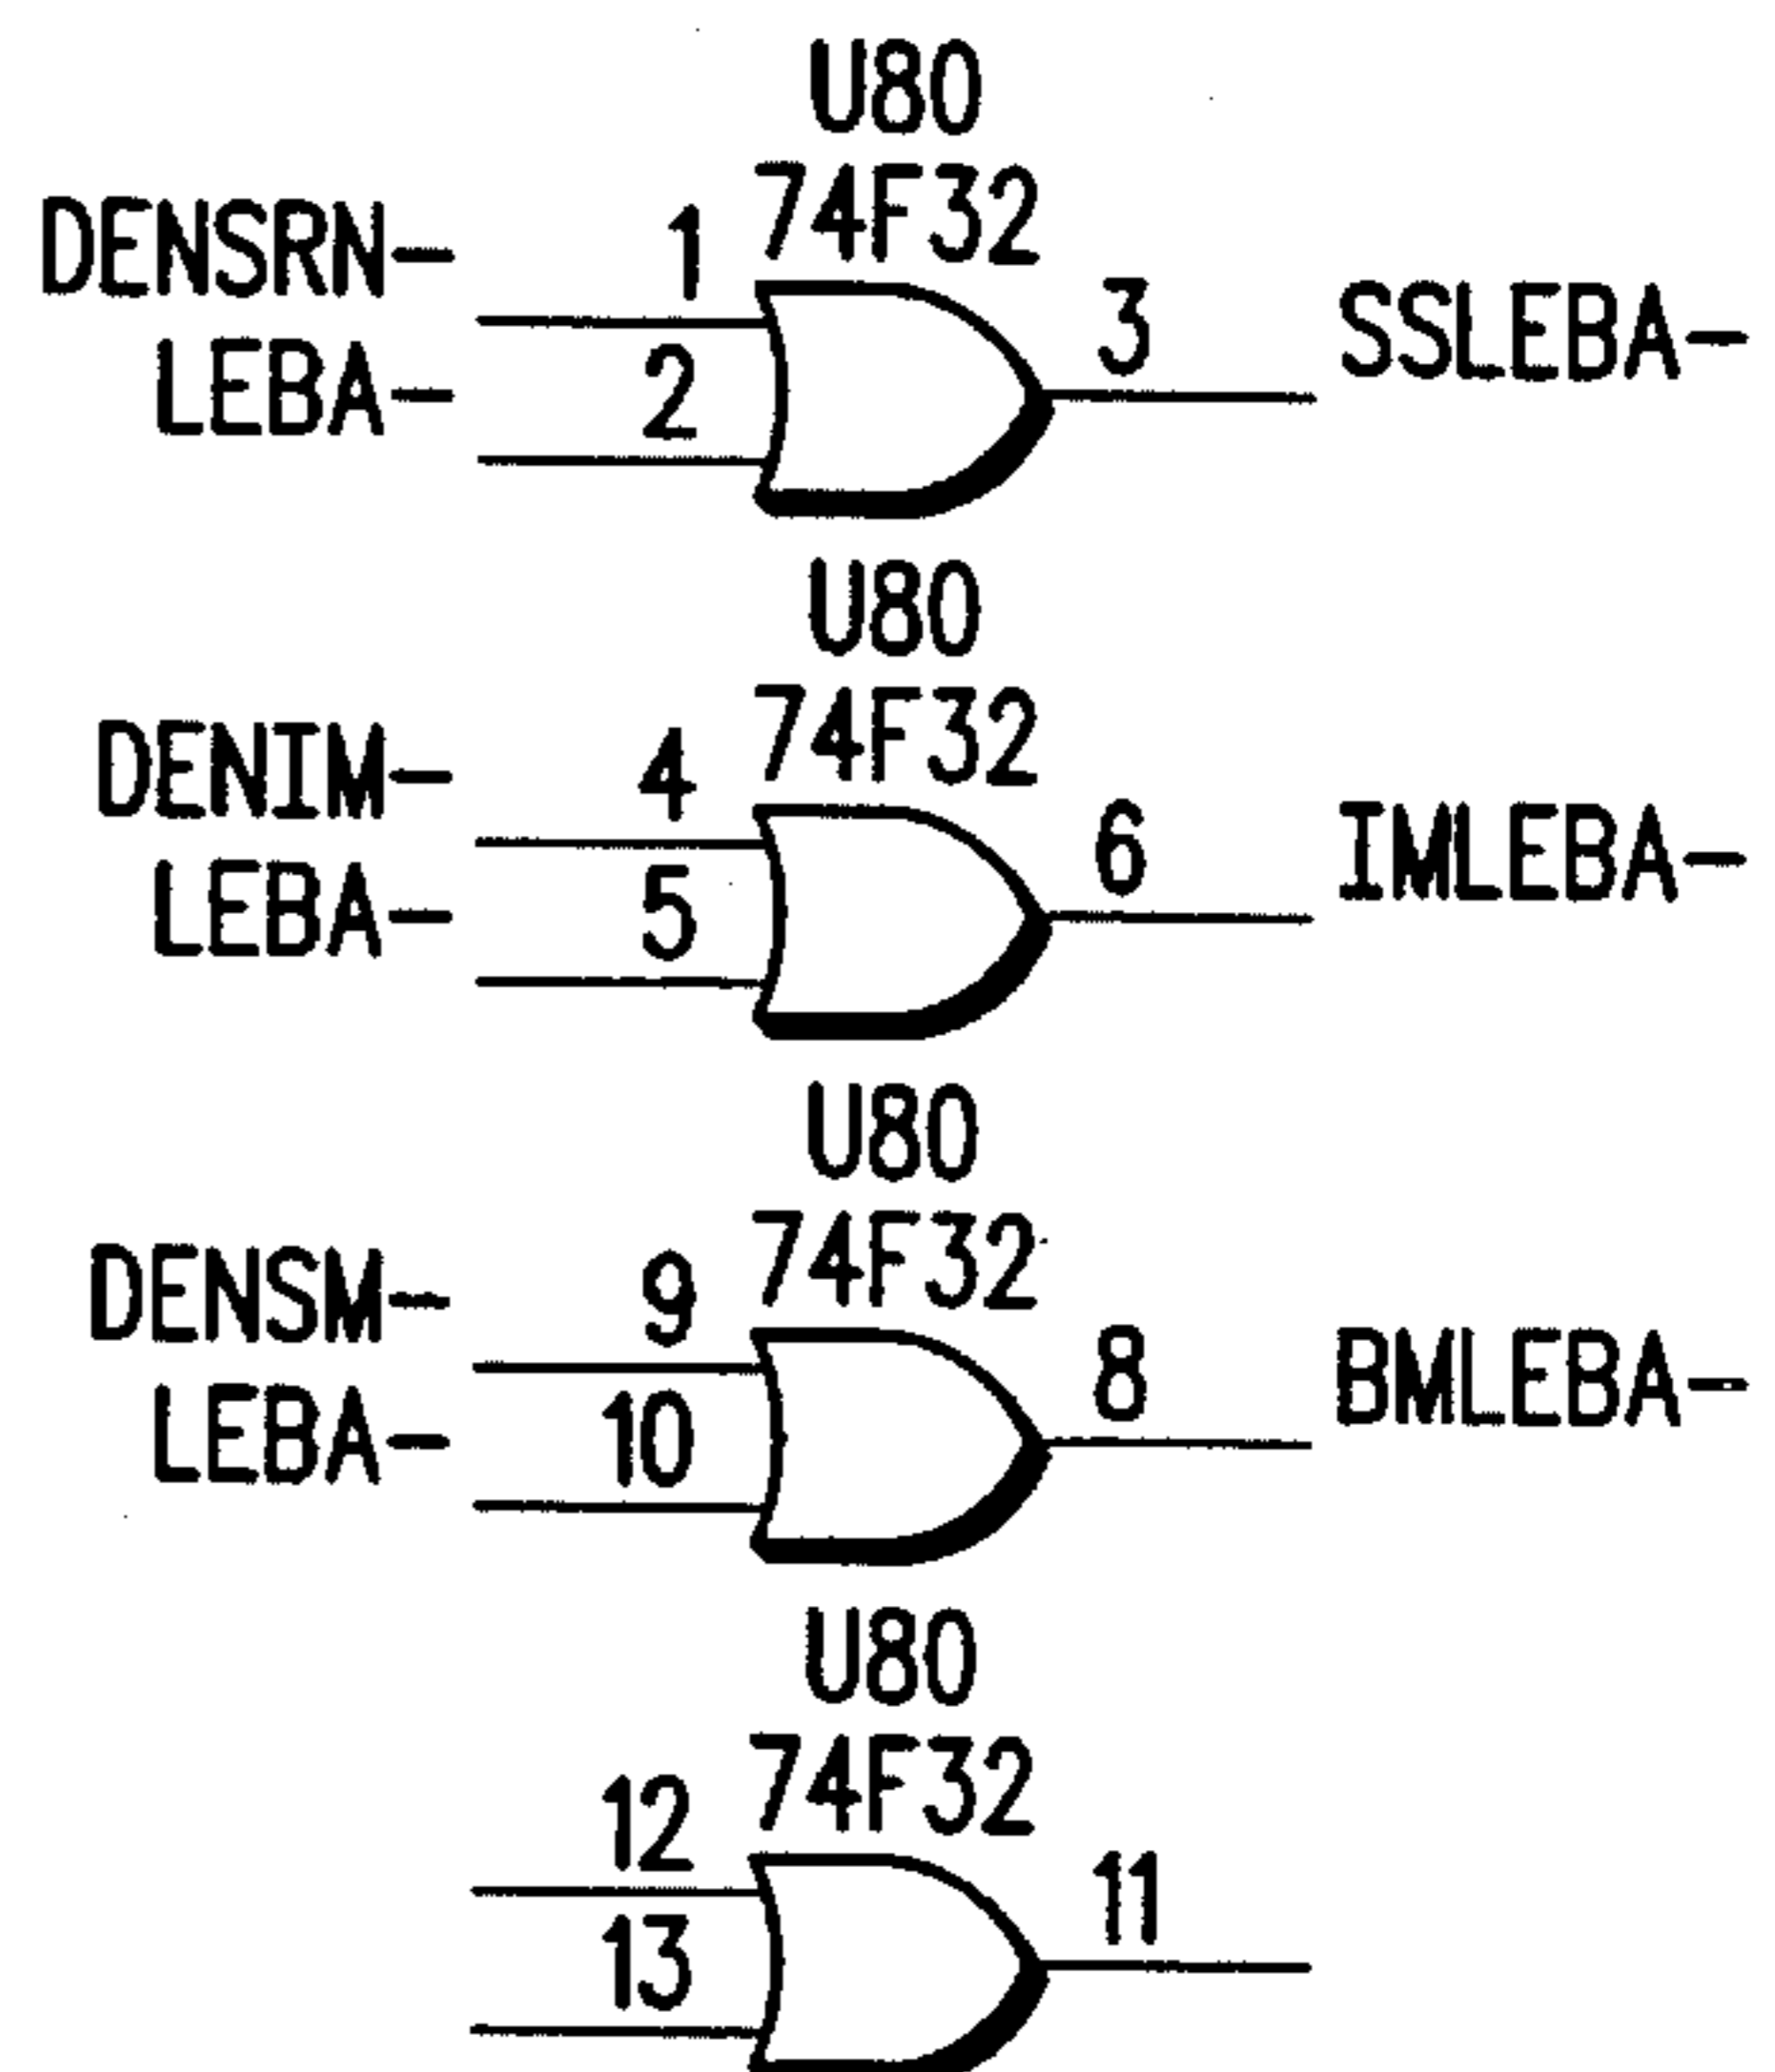 U80
74F32
DENSRN- 1
LEBA- 2
3 SSLEBA-
U80
74F32
DENIM- 4
LEBA- 5
6 IMLEBA-
U80
74F32
DENSM- 9
LEBA- 10
8 BMLEBA-
U80
74F32
12
13
11